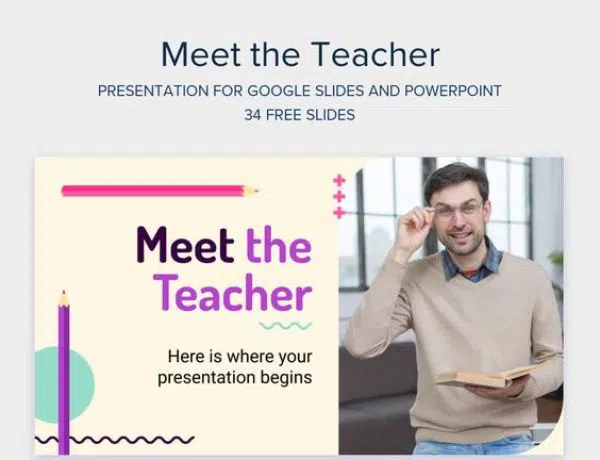 Meet the Teacher
PRESENTATION FOR GOOGLE SLIDES AND POWERPOINT
34 FREE SLIDES
Meet the
Teacher
Here is where your
presentation begins